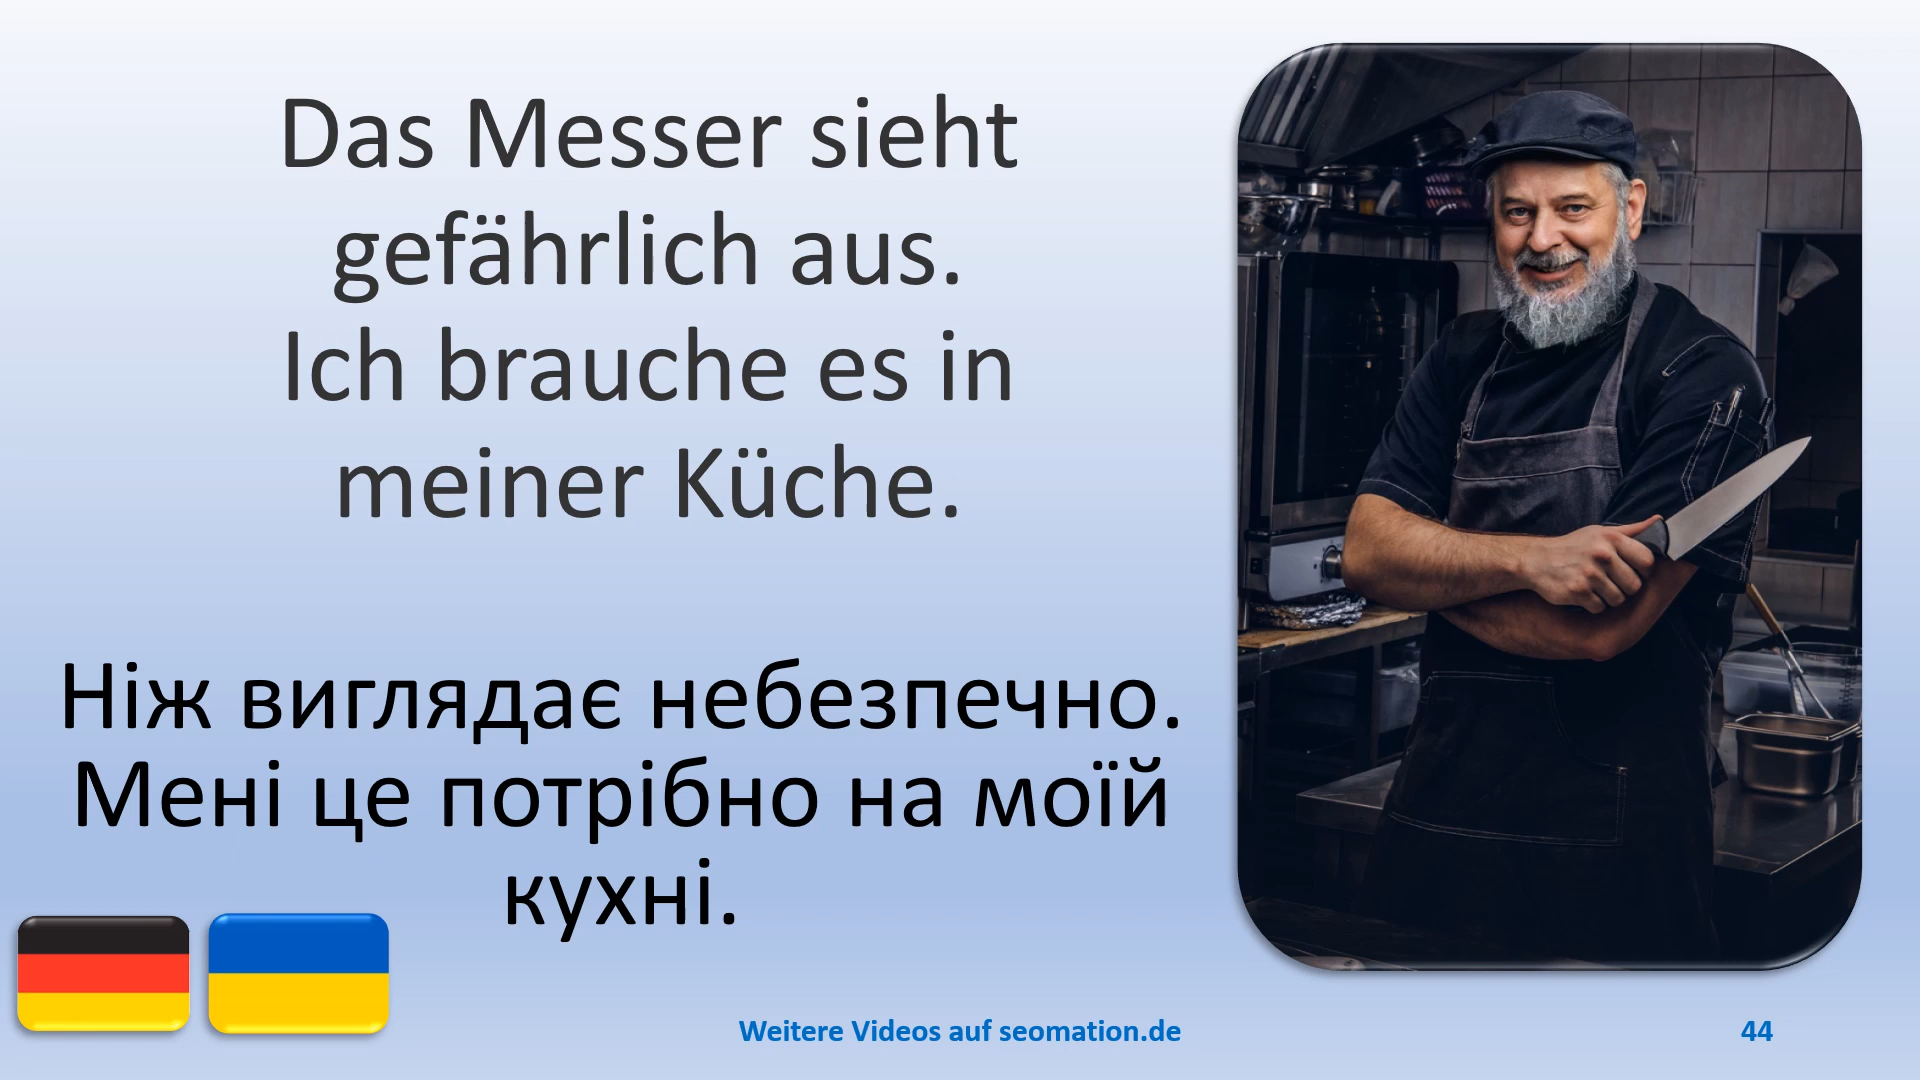 Das Messer sieht
gefährlich aus.
Ich brauche es in
meiner Küche.
Ніж виглядає небезпечно.
Мені це потрібно на моїй
кухні.
Weitere Videos auf seomation.de
44